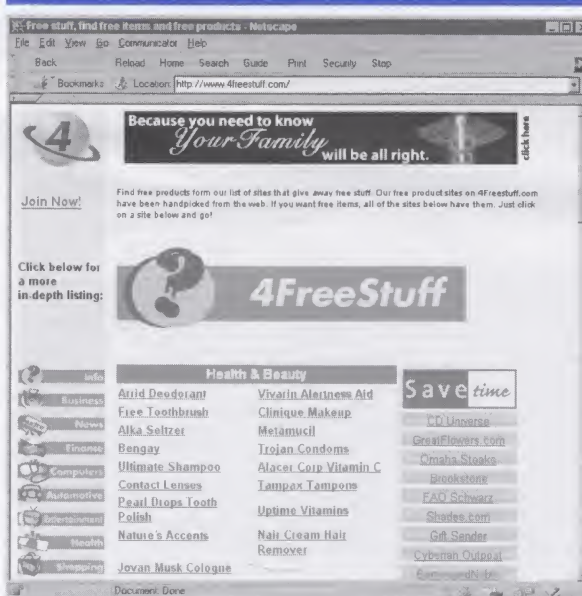 Free stuff, find free items and free products - Netscape
File Edit View Go Communicator Help
Back Reload Home Search Guide Print Security Stop
Bookmarks Location: http://www.4freestuff.com/
4
Because you need to know
Your Family
will be all right.
click here
Join Now!
Find free products form our list of sites that give away free stuff. Our free product sites on 4Freestuff.com
have been handpicked from the web. If you want free items, all of the sites below have them. Just click
on a site below and go!
Click below for
a more
in-depth listing:
? 4FreeStuff
Info
Business
News
Finance
Computers
Automotive
Entertainment
Health
Shopping
Health & Beauty
Arrid Deodorant
Free Toothbrush
Alka Seltzer
Bengay
Ultimate Shampoo
Contact Lenses
Pearl Drops Tooth
Polish
Nature's Accents
Jovan Musk Cologne
Vivarin Alertness Aid
Clinique Makeup
Metamucil
Trojan Condoms
Alacer Corp Vitamin C
Tampax Tampons
Uptime Vitamins
Nair Cream Hair
Remover
Save time
CD Universe
GreatFlowers.com
Omaha Steaks
Brookstone
FAO Schwarz
Shades.com
Gift Sender
Cyberian Outpost
Document: Done